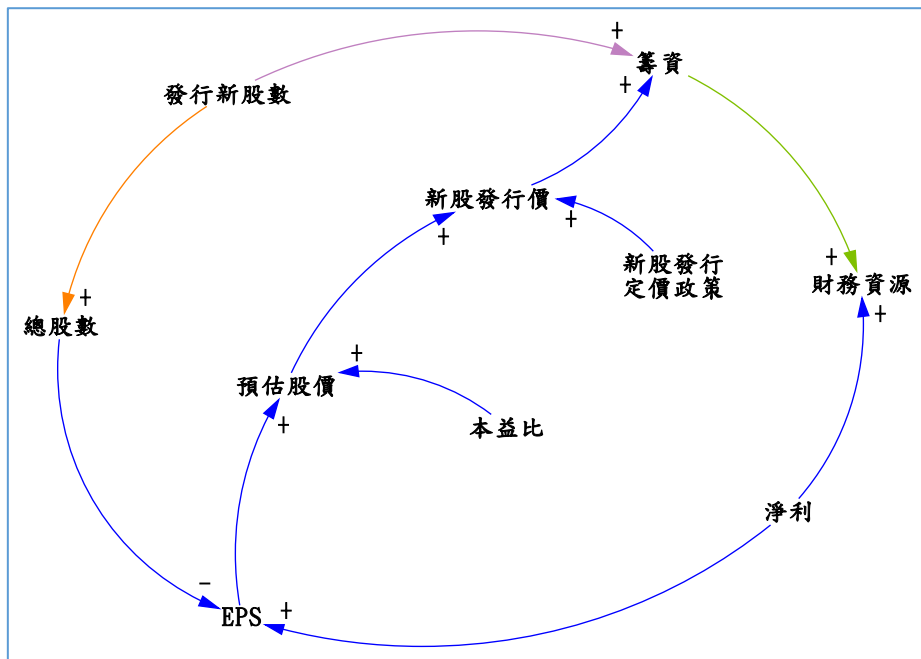 +
籌資
+
發行新股數
新股發行價
+
+
新股發行
定價政策
+
財務資源
+
+
總股數
+
預估股價
+
本益比
淨利
-
EPS
+